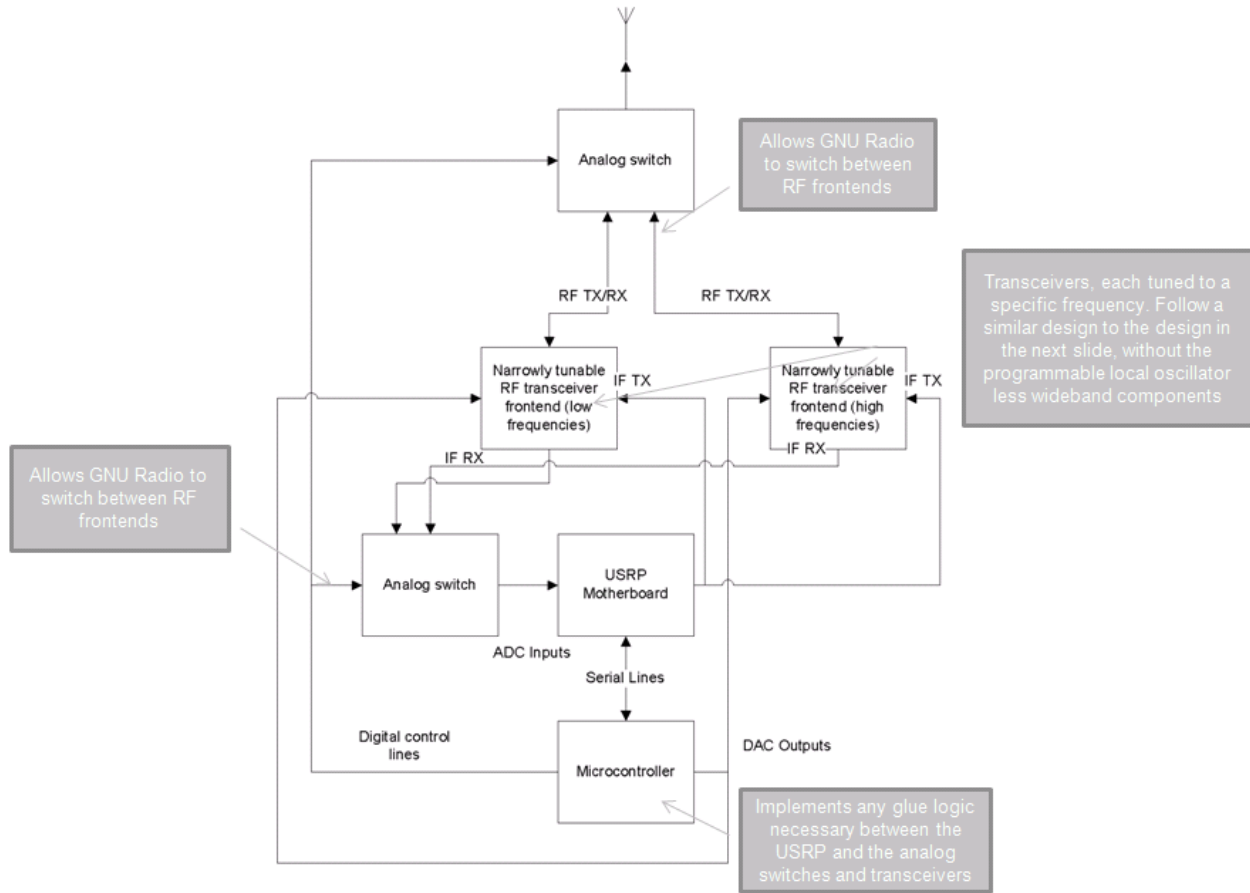 Analog switch
Allows GNU Radio
to switch between
RF frontends
RF TX/RX
RF TX/RX
Transceivers, each tuned to a
specific frequency. Follow a
similar design to the design in
the next slide, without the
programmable local oscillator
less wideband components
Narrowly tunable
RF transceiver
frontend (low
frequencies)
IF TX
Narrowly tunable
RF transceiver
frontend (high
frequencies)
IF TX
IF RX
IF RX
Allows GNU Radio to
switch between RF
frontends
Analog switch
USRP
Motherboard
ADC Inputs
Serial Lines
Digital control
lines
Microcontroller
DAC Outputs
Implements any glue logic
necessary between the
USRP and the analog
switches and transceivers